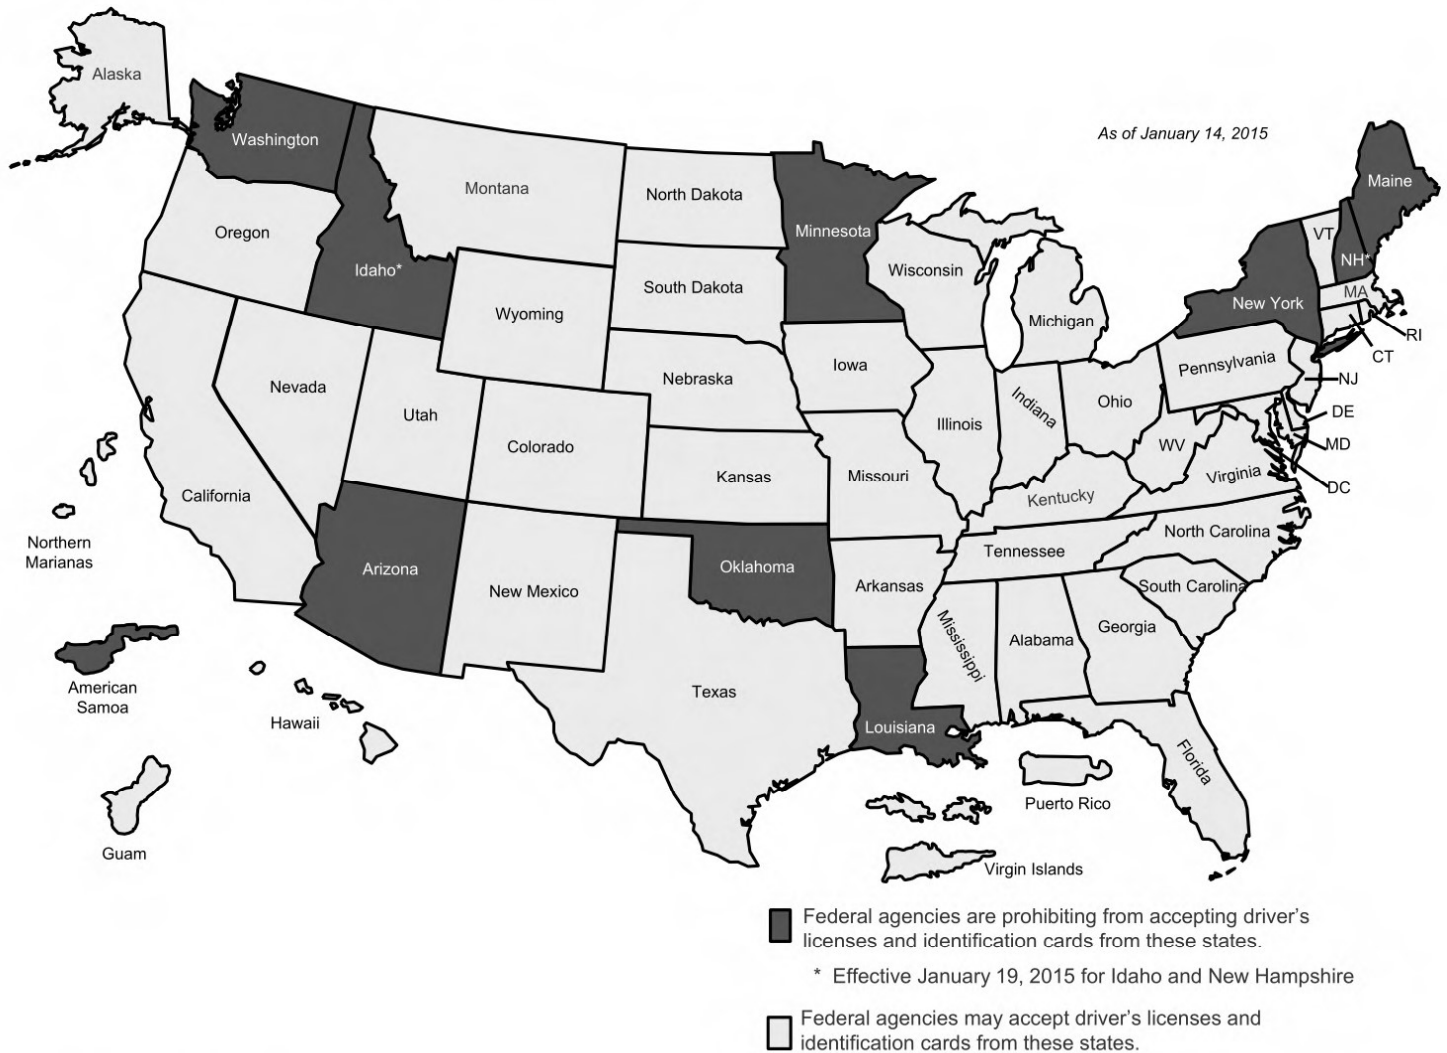 Alaska
Washington
As of January 14, 2015
Maine
Montana
North Dakota
Minnesota
VT
NH*
Oregon
Idaho*
Wisconsin
South Dakota
MA
New York
Wyoming
Michigan
RI
CT
Pennsylvania
Iowa
Nebraska
NJ
Nevada
Indiana
Ohio
Utah
DE
Illinois
MD
WV
Colorado
Kansas
Missouri
Virginia
DC
California
Kentucky
Northern
Marianas
North Carolina
Tennessee
Arizona
Oklahoma
New Mexico
Arkansas
South Carolina
Mississippi
Alabama
Georgia
American
Samoa
Texas
Hawaii
Louisiana
Florida
Puerto Rico
Guam
Virgin Islands
Federal agencies are prohibiting from accepting driver's
licenses and identification cards from these states.
* Effective January 19, 2015 for Idaho and New Hampshire
Federal agencies may accept driver's licenses and
identification cards from these states.